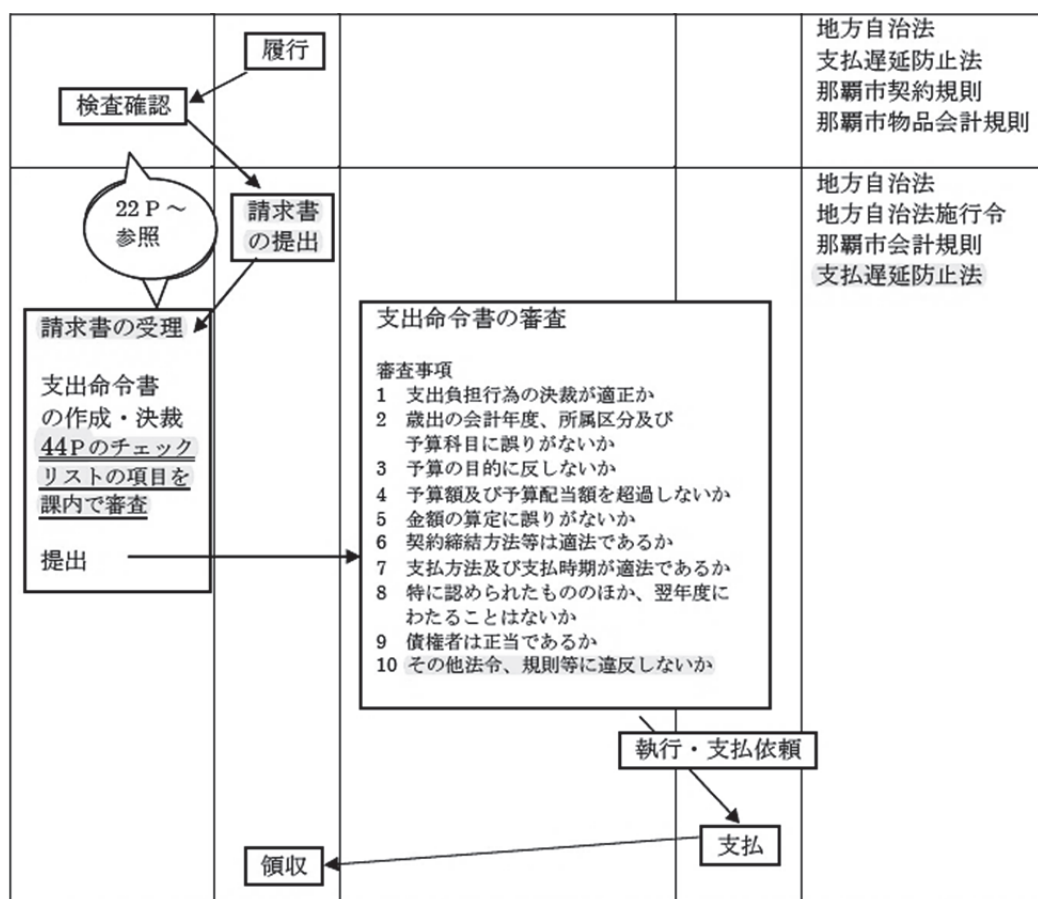 履行
検査確認
地方自治法
支払遅延防止法
那覇市契約規則
那覇市物品会計規則
22P～
参照
請求書
の提出
地方自治法
地方自治法施行令
那覇市会計規則
支払遅延防止法
請求書の受理
支出命令書
の作成・決裁
44Pのチェック
リストの項目を
課内で審査
提出
支出命令書の審査
審査事項
1 支出負担行為の決裁が適正か
2 歳出の会計年度、所属区分及び
予算科目に誤りがないか
3 予算の目的に反しないか
4 予算額及び予算配当額を超過しないか
5 金額の算定に誤りがないか
6 契約締結方法等は適法であるか
7 支払方法及び支払時期が適法であるか
8 特に認められたもののほか、翌年度に
わたることはないか
9 債権者は正当であるか
10 その他法令、規則等に違反しないか
執行・支払依頼
支払
領収